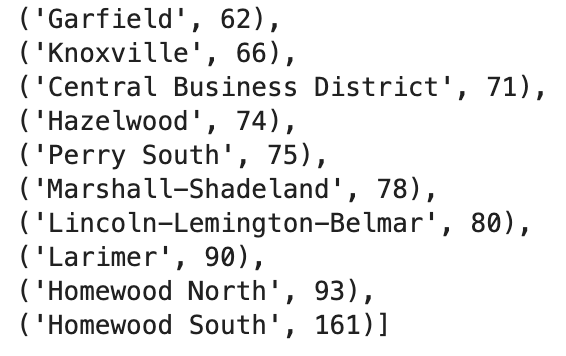 ('Garfield', 62),
('Knoxville', 66),
('Central Business District', 71),
('Hazelwood', 74),
('Perry South', 75),
('Marshall-Shadeland', 78),
('Lincoln-Lemington-Belmar', 80),
('Larimer', 90),
('Homewood North', 93),
('Homewood South', 161)]